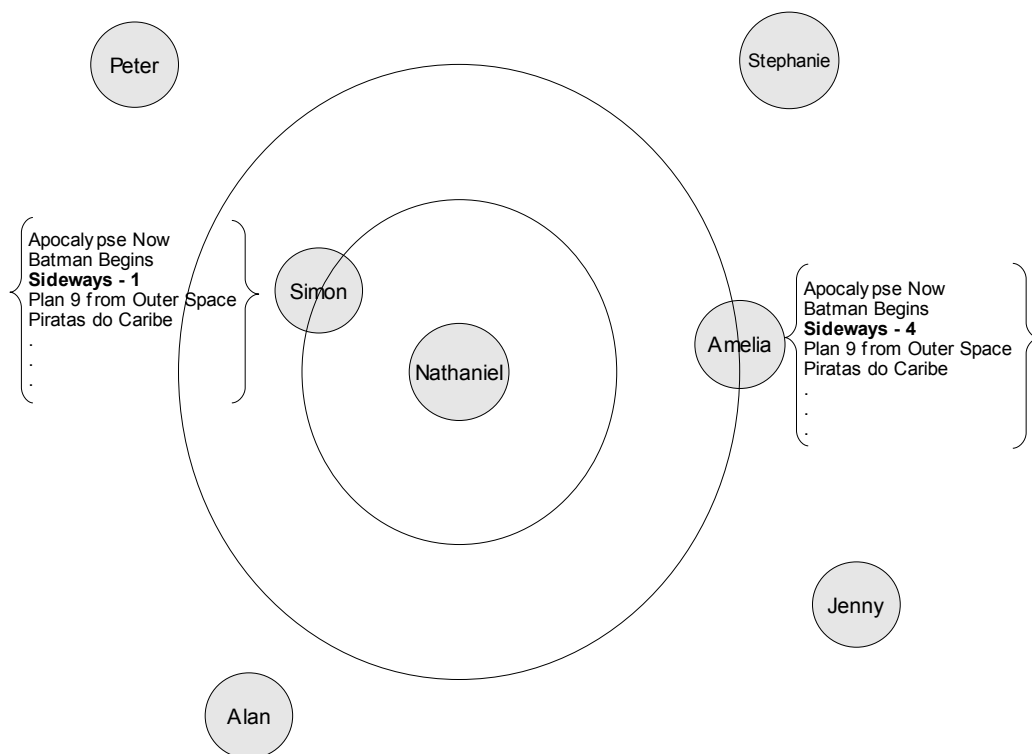 Peter
Stephanie
Apocalypse Now
Batman Begins
Sideways - 1
Plan 9 from Outer Space
Piratas do Caribe
.
.
.
Simon
Nathaniel
Amelia
Apocalypse Now
Batman Begins
Sideways - 4
Plan 9 from Outer Space
Piratas do Caribe
.
.
.
Jenny
Alan